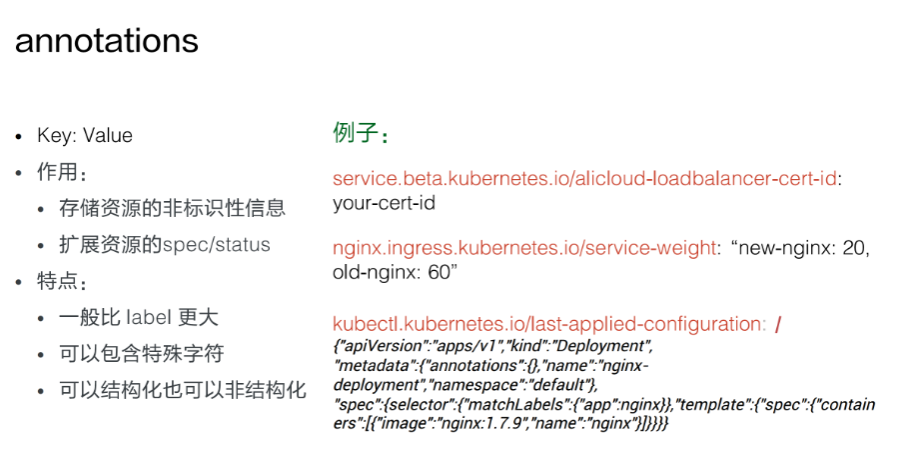 annotations
• Key: Value
• 作用：
• 存储资源的非标识性信息
• 扩展资源的spec/status
• 特点：
• 一般比 label 更大
• 可以包含特殊字符
• 可以结构化也可以非结构化
例子：
service.beta.kubernetes.io/alicloud-loadbalancer-cert-id:
your-cert-id
nginx.ingress.kubernetes.io/service-weight: “new-nginx: 20,
old-nginx: 60”
kubectl.kubernetes.io/last-applied-configuration: |
{"apiVersion":"apps/v1","kind":"Deployment",
"metadata":{"annotations":{},"name":"nginx-
deployment","namespace":"default"},
"spec":{selector":{"matchLabels":{"app":nginx}},"template":{"spec":{"contain
ers":[{"image":"nginx:1.7.9","name":"nginx"}]}}}}